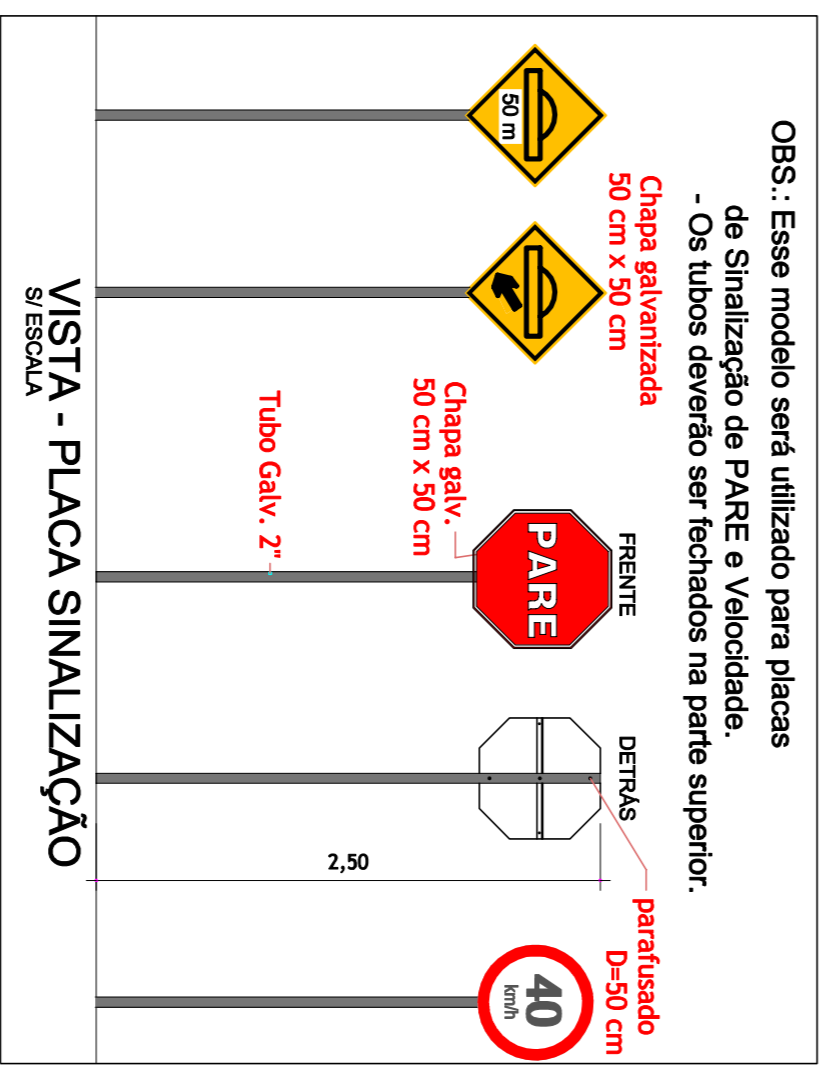 OBS.: Esse modelo será utilizado para placas
de Sinalização de PARE e Velocidade.
- Os tubos deverão ser fechados na parte superior.
Chapa galvanizada
50 cm x 50 cm
50 m
Chapa galv.
50 cm x 50 cm
FRENTE
PARE
DETRÁS
parafusado
D=50 cm
40
km/h
Tubo Galv. 2"
2,50
VISTA - PLACA SINALIZAÇÃO
S/ ESCALA